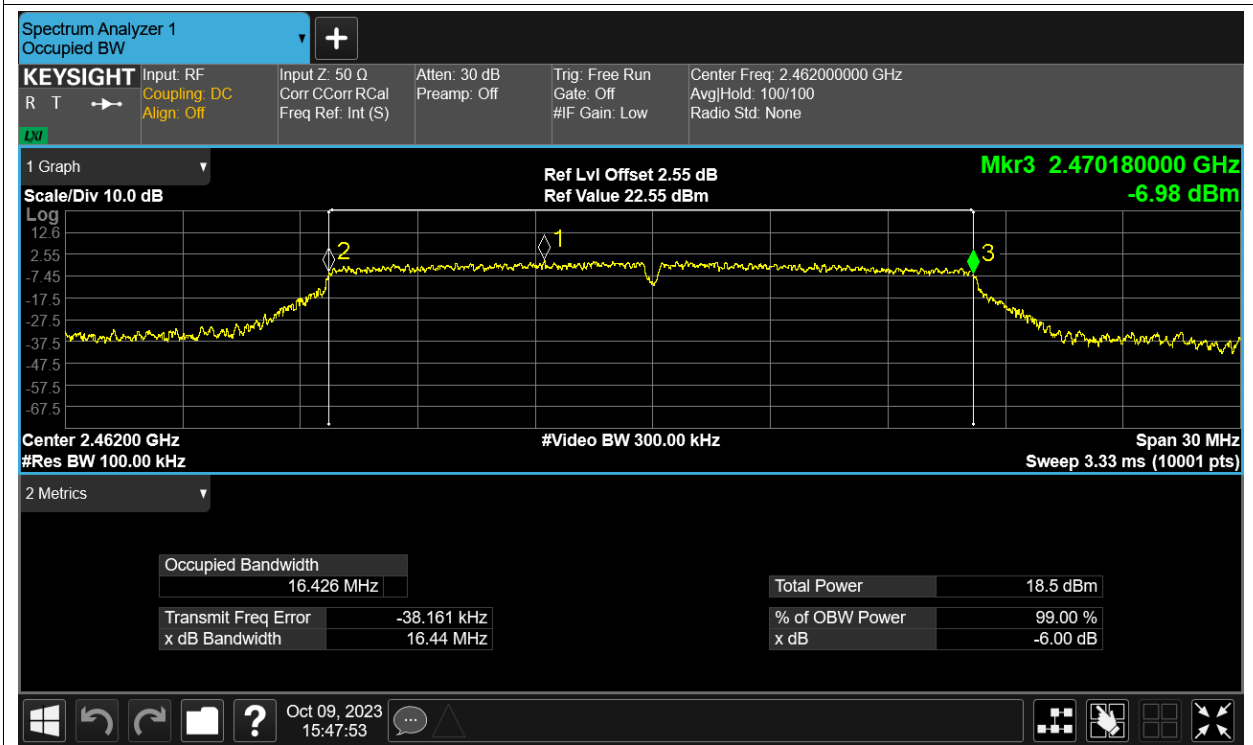 Spectrum Analyzer 1
Occupied BW
KEYSIGHT
R T
LXI
Input: RF
Coupling: DC
Align: Off
Input Z: 50 Ω
Corr CCorr RCal
Freq Ref: Int (S)
Atten: 30 dB
Preamp: Off
Trig: Free Run
Gate: Off
#IF Gain: Low
Center Freq: 2.462000000 GHz
Avg|Hold: 100/100
Radio Std: None
1 Graph
Scale/Div 10.0 dB
Ref Lvl Offset 2.55 dB
Ref Value 22.55 dBm
Mkr3 2.470180000 GHz
-6.98 dBm
Log
12.6
2.55
-7.45
-17.5
-27.5
-37.5
-47.5
-57.5
-67.5
2
1
3
Center 2.46200 GHz
#Video BW 300.00 kHz
Span 30 MHz
#Res BW 100.00 kHz
Sweep 3.33 ms (10001 pts)
2 Metrics
Occupied Bandwidth
16.426 MHz
Transmit Freq Error -38.161 kHz
x dB Bandwidth 16.44 MHz
Total Power 18.5 dBm
% of OBW Power 99.00 %
x dB -6.00 dB
?
Oct 09, 2023
15:47:53